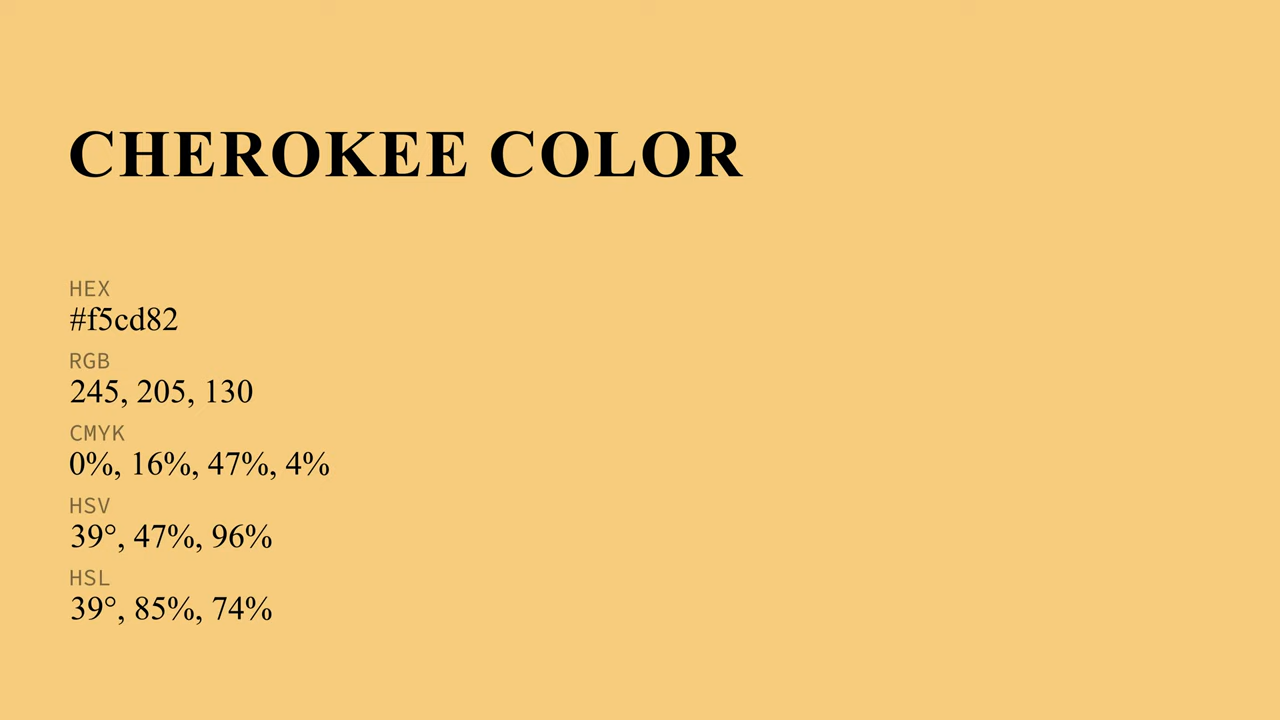 CHEROKEE COLOR
HEX
#f5cd82
RGB
245, 205, 130
CMYK
0%, 16%, 47%, 4%
HSV
39°, 47%, 96%
HSL
39°, 85%, 74%